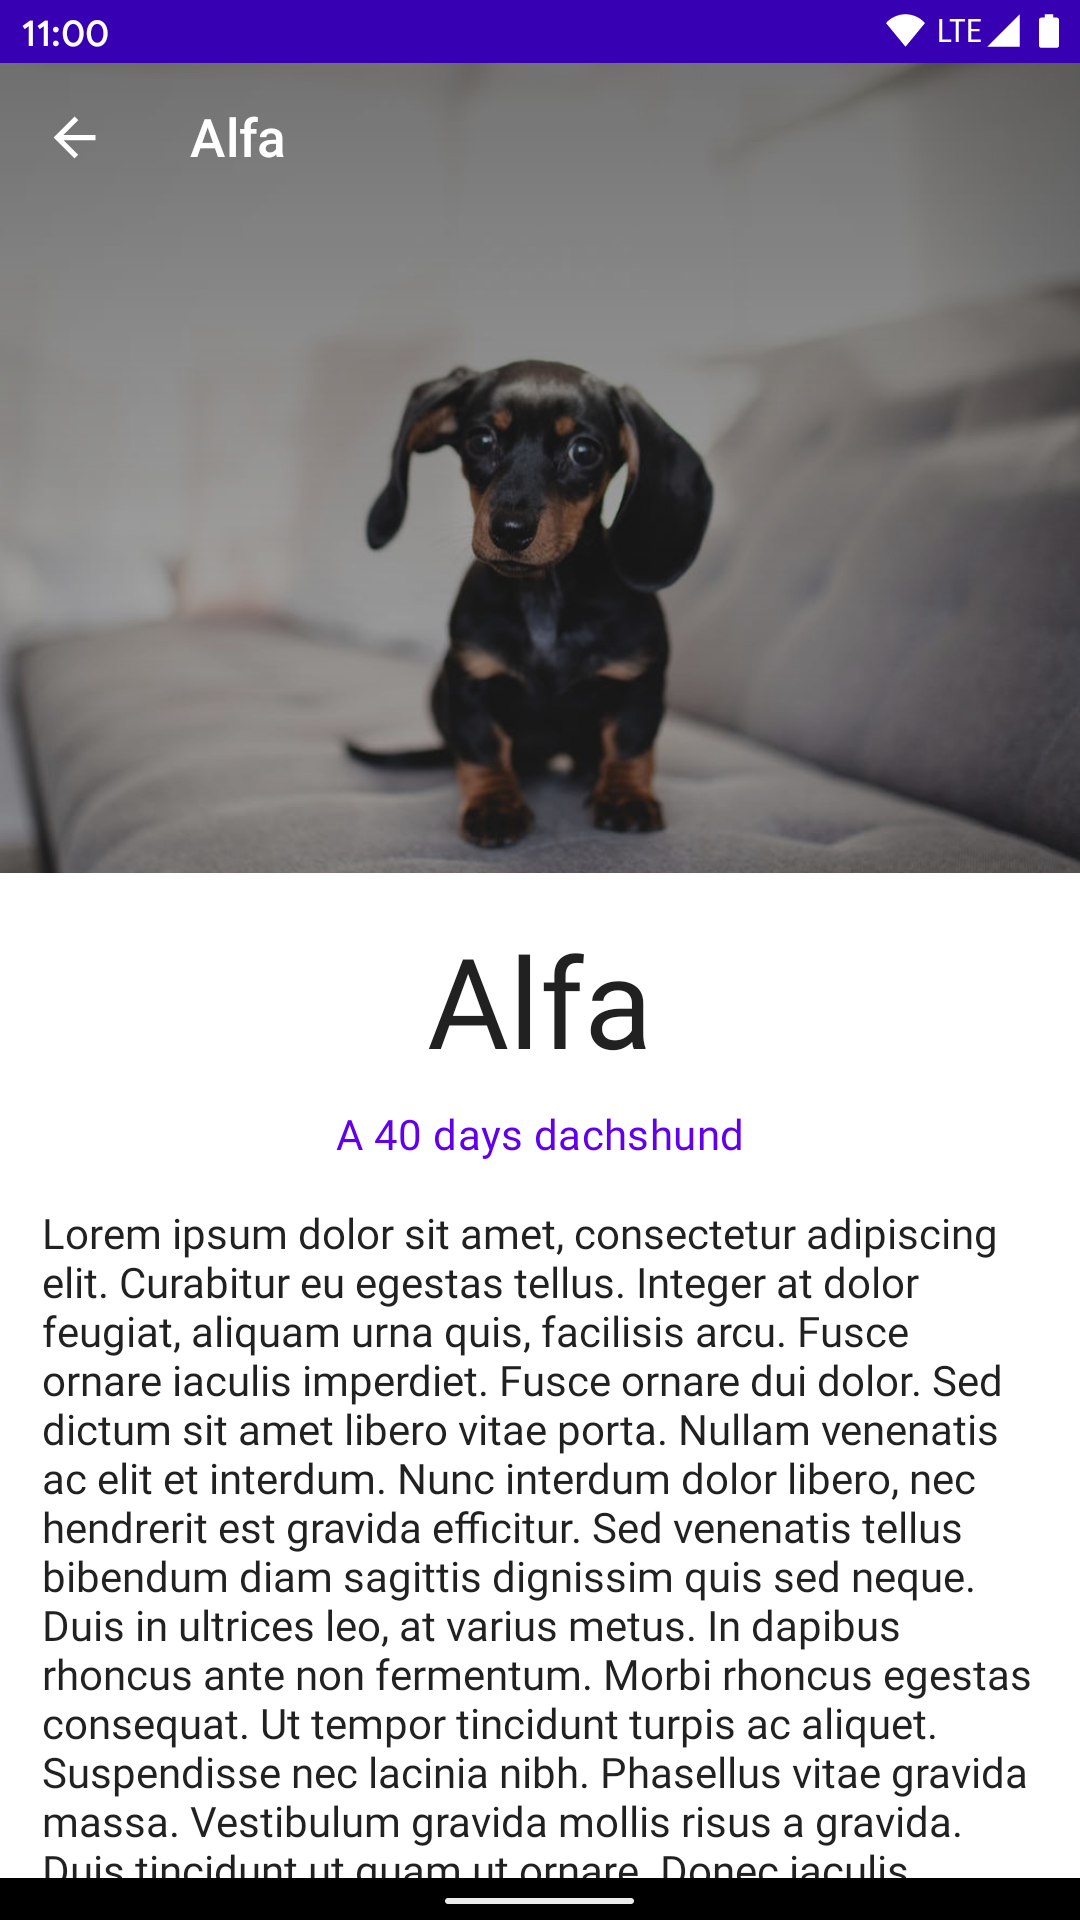 11:00
LTE
Alfa
Alfa
A 40 days dachshund
Lorem ipsum dolor sit amet, consectetur adipiscing
elit. Curabitur eu egestas tellus. Integer at dolor
feugiat, aliquam urna quis, facilisis arcu. Fusce
ornare iaculis imperdiet. Fusce ornare dui dolor. Sed
dictum sit amet libero vitae porta. Nullam venenatis
ac elit et interdum. Nunc interdum dolor libero, nec
hendrerit est gravida efficitur. Sed venenatis tellus
bibendum diam sagittis dignissim quis sed neque.
Duis in ultrices leo, at varius metus. In dapibus
rhoncus ante non fermentum. Morbi rhoncus egestas
consequat. Ut tempor tincidunt turpis ac aliquet.
Suspendisse nec lacinia nibh. Phasellus vitae gravida
massa. Vestibulum gravida mollis risus a gravida.
Duis tincidunt ut quam ut ornare. Donec iaculis